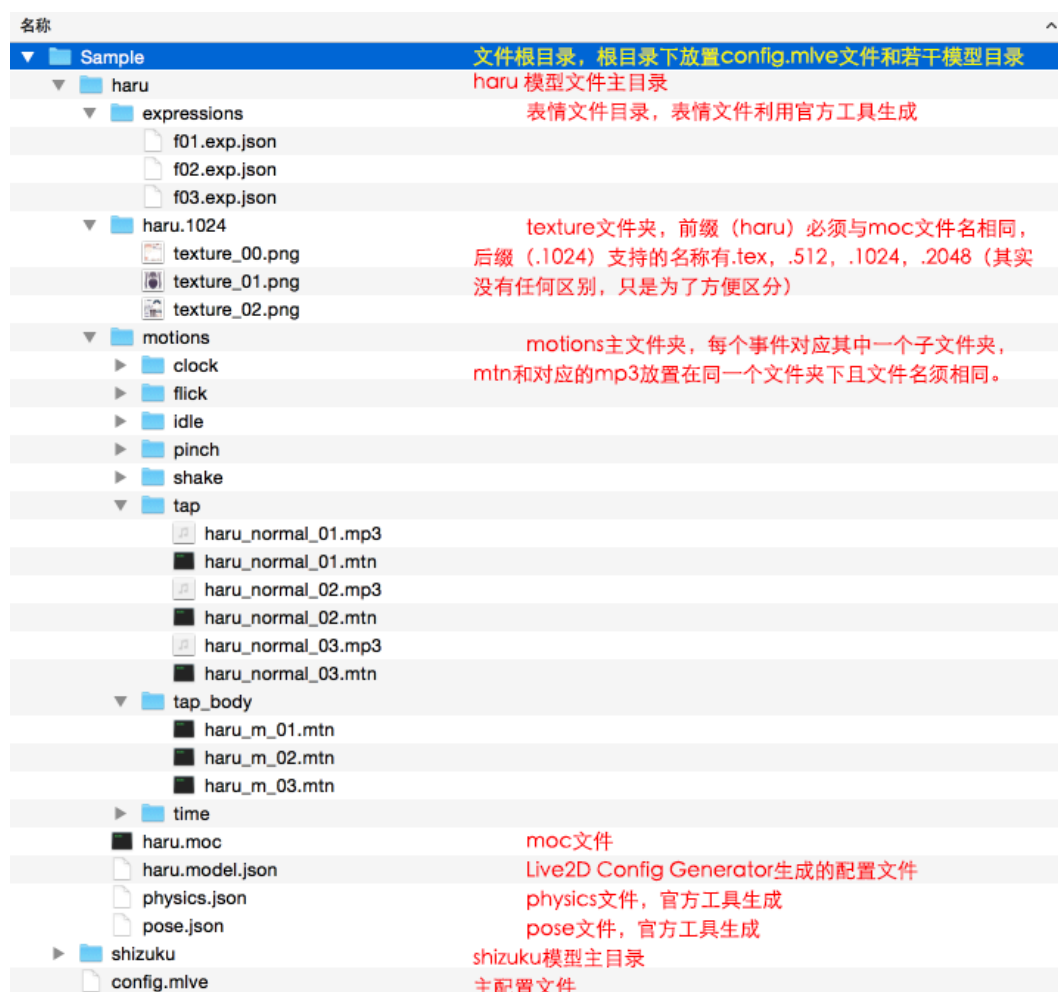 名称
Sample 文件根目录，根目录下放置config.mlve文件和若干模型目录
haru haru 模型文件主目录
expressions 表情文件目录，表情文件利用官方工具生成
f01.exp.json
f02.exp.json
f03.exp.json
haru.1024 texture文件夹，前缀（haru）必须与moc文件名相同，
texture_00.png 后缀（.1024）支持的名称有.tex，.512，.1024，.2048（其实
texture_01.png 没有任何区别，只是为了方便区分）
texture_02.png
motions motions主文件夹，每个事件对应其中一个子文件夹，
clock mtn和对应的mp3放置在同一个文件夹下且文件名须相同。
flick
idle
pinch
shake
tap
haru_normal_01.mp3
haru_normal_01.mtn
haru_normal_02.mp3
haru_normal_02.mtn
haru_normal_03.mp3
haru_normal_03.mtn
tap_body
haru_m_01.mtn
haru_m_02.mtn
haru_m_03.mtn
time
haru.moc moc文件
haru.model.json Live2D Config Generator生成的配置文件
physics.json physics文件，官方工具生成
pose.json pose文件，官方工具生成
shizuku shizuku模型主目录
config.mlve 主配置文件